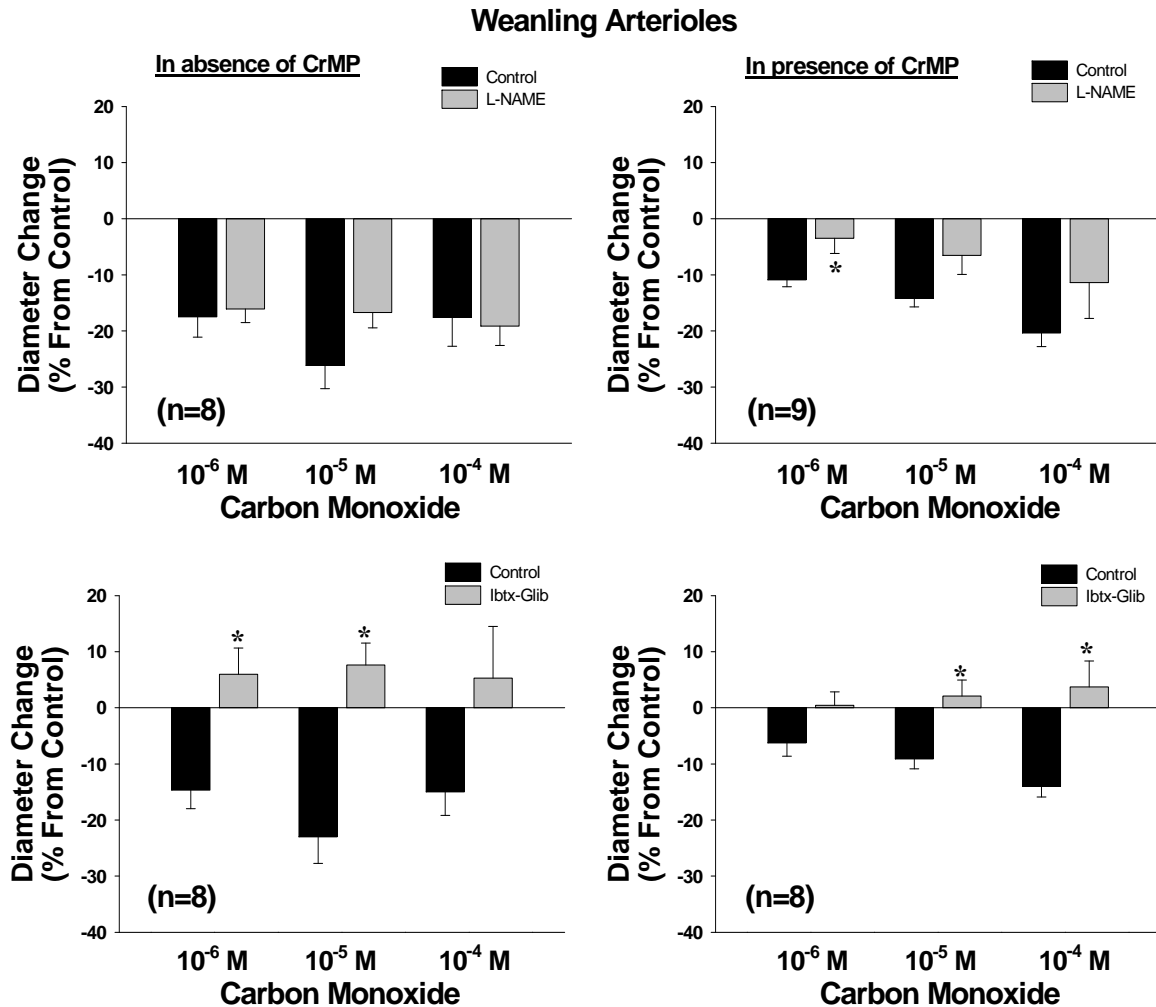 Weanling Arterioles
In absence of CrMP
Control
L-NAME
20
10
0
-10
-20
-30
-40
Diameter Change
(% From Control)
(n=8)
10⁻⁶ M 10⁻⁵ M 10⁻⁴ M
Carbon Monoxide
In presence of CrMP
Control
L-NAME
20
10
0
-10
-20
-30
-40
Diameter Change
(% From Control)
*
(n=9)
10⁻⁶ M 10⁻⁵ M 10⁻⁴ M
Carbon Monoxide
Control
Ibtx-Glib
20
10
0
-10
-20
-30
-40
Diameter Change
(% From Control)
* *
(n=8)
10⁻⁶ M 10⁻⁵ M 10⁻⁴ M
Carbon Monoxide
Control
Ibtx-Glib
20
10
0
-10
-20
-30
-40
Diameter Change
(% From Control)
* *
(n=8)
10⁻⁶ M 10⁻⁵ M 10⁻⁴ M
Carbon Monoxide